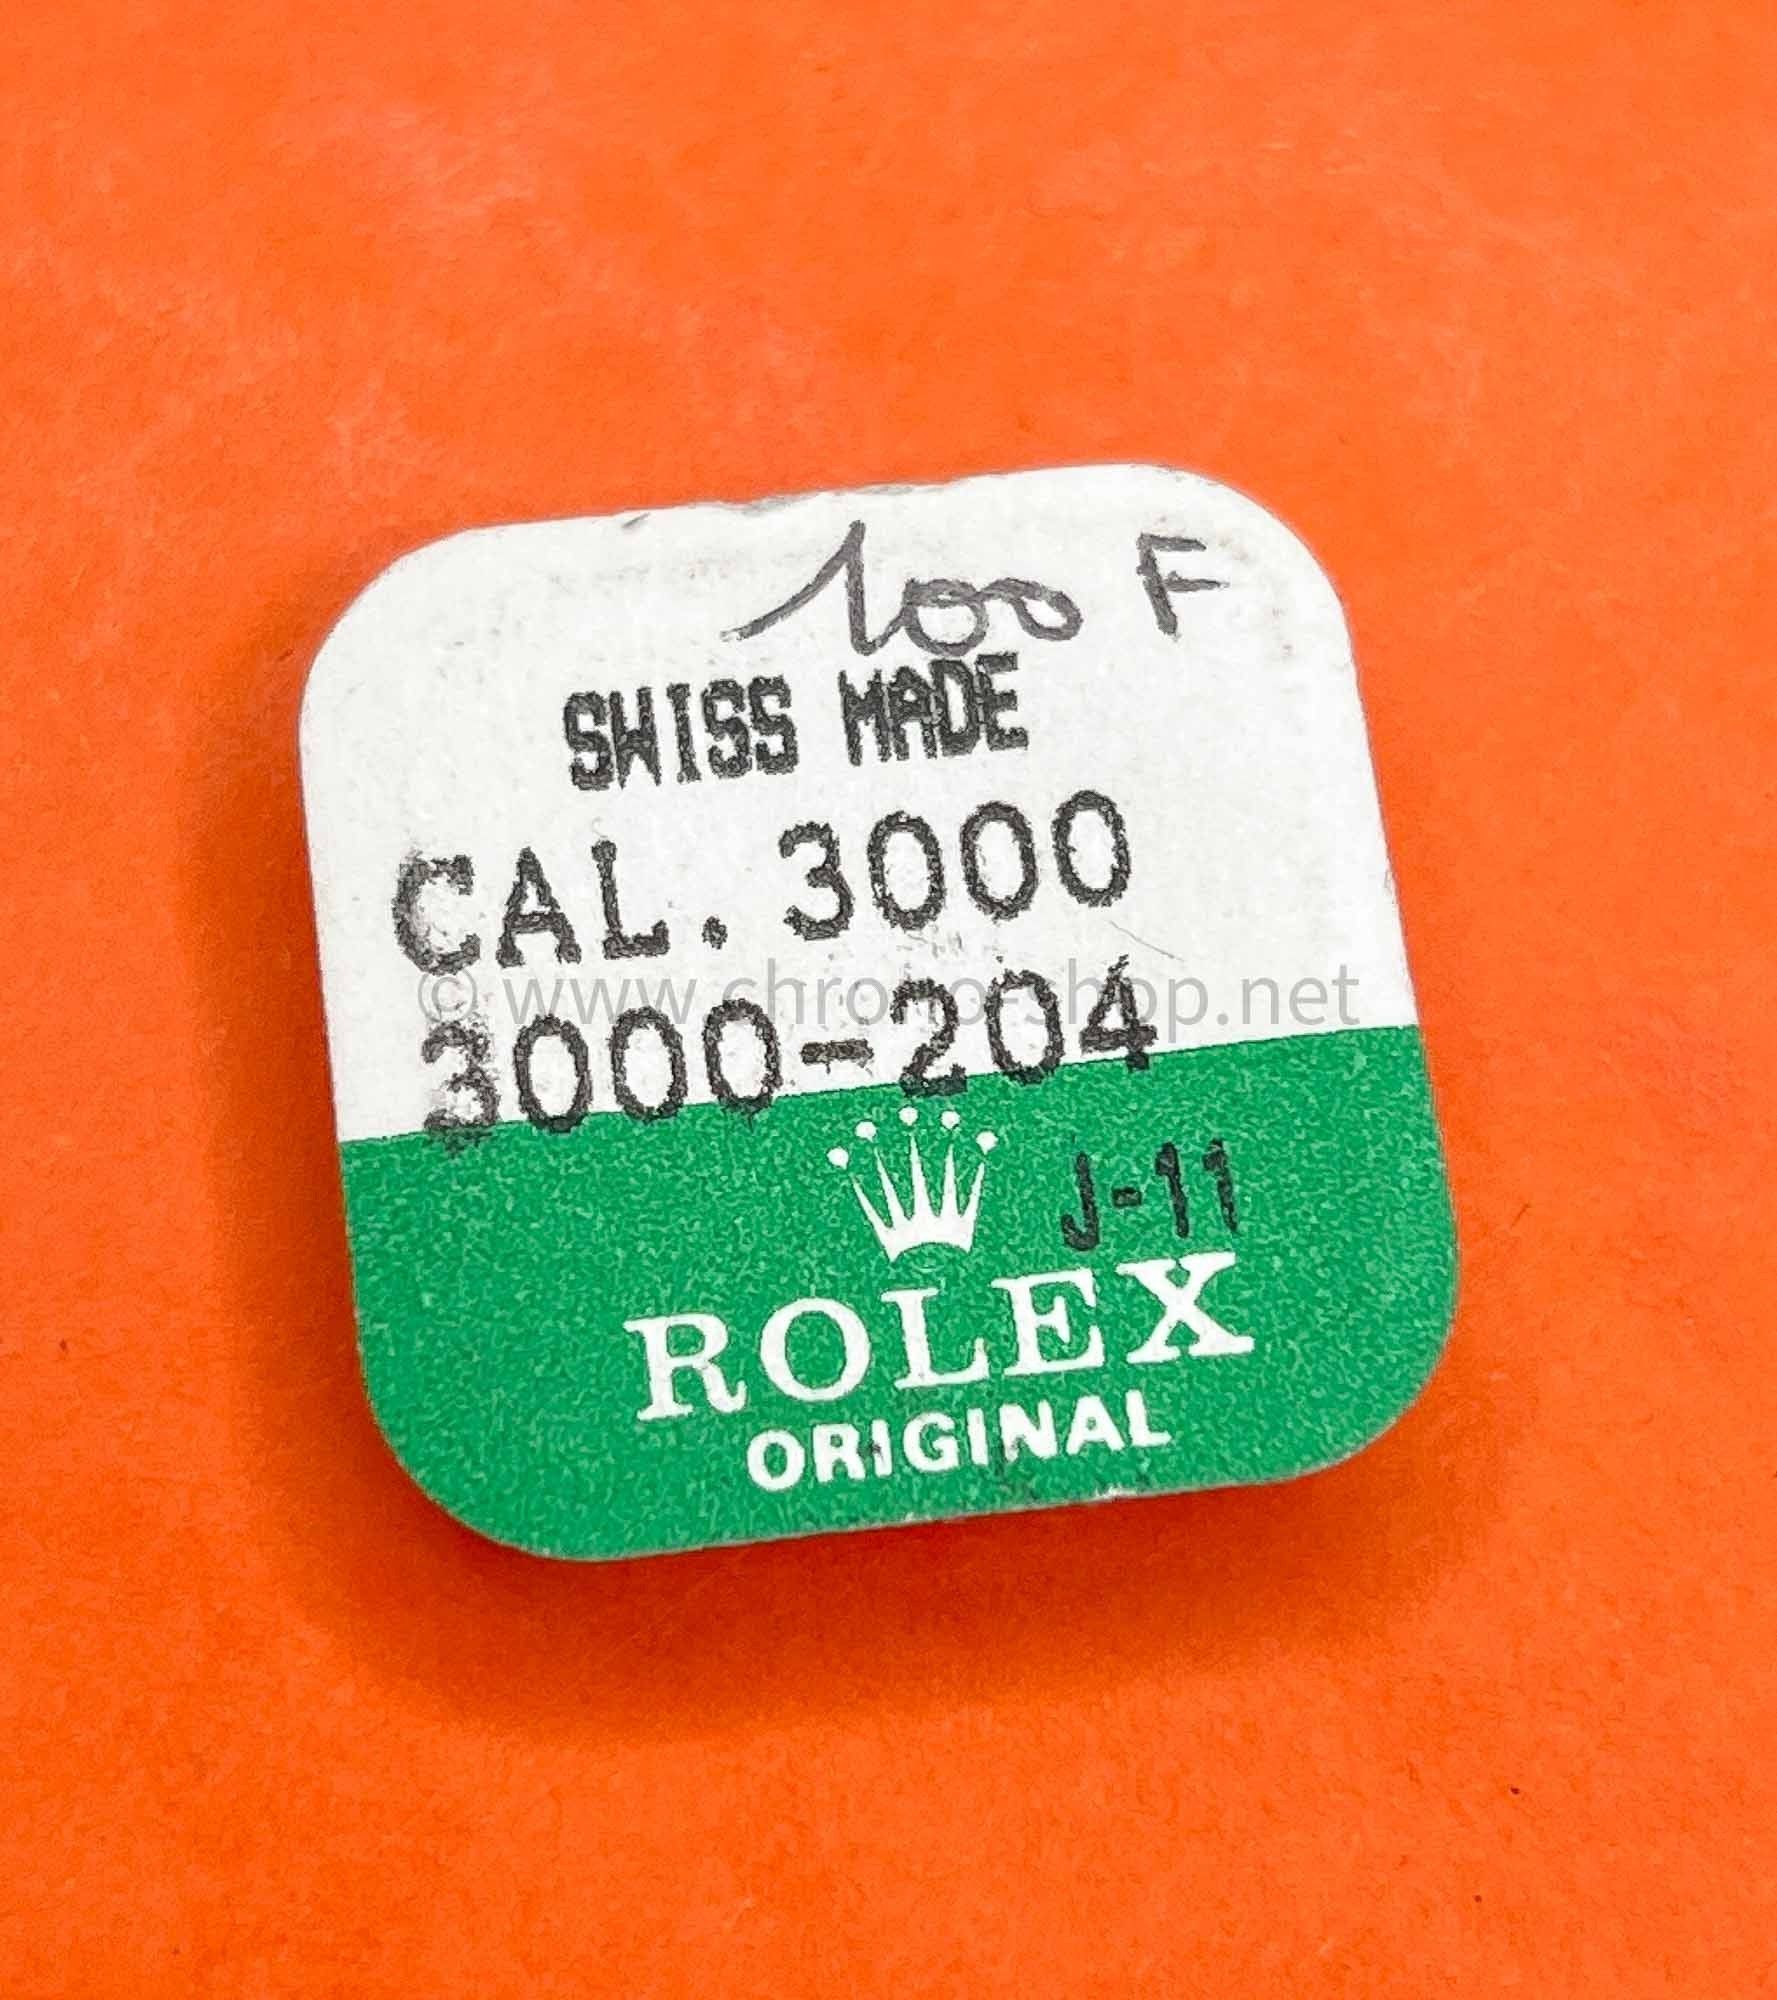 100 F
SWISS MADE
CAL. 3000
© www.chrono-shop.net
3000-204
J-11
ROLEX
ORIGINAL